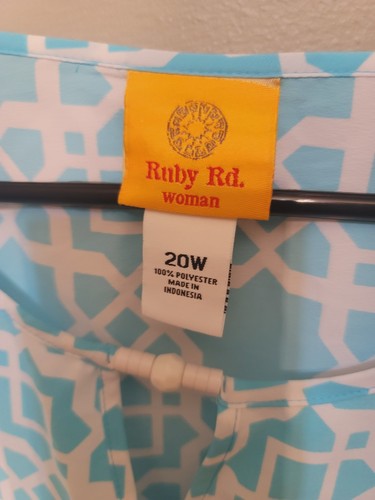 Ruby Rd.
woman
20W
100% POLYESTER
MADE IN
INDONESIA